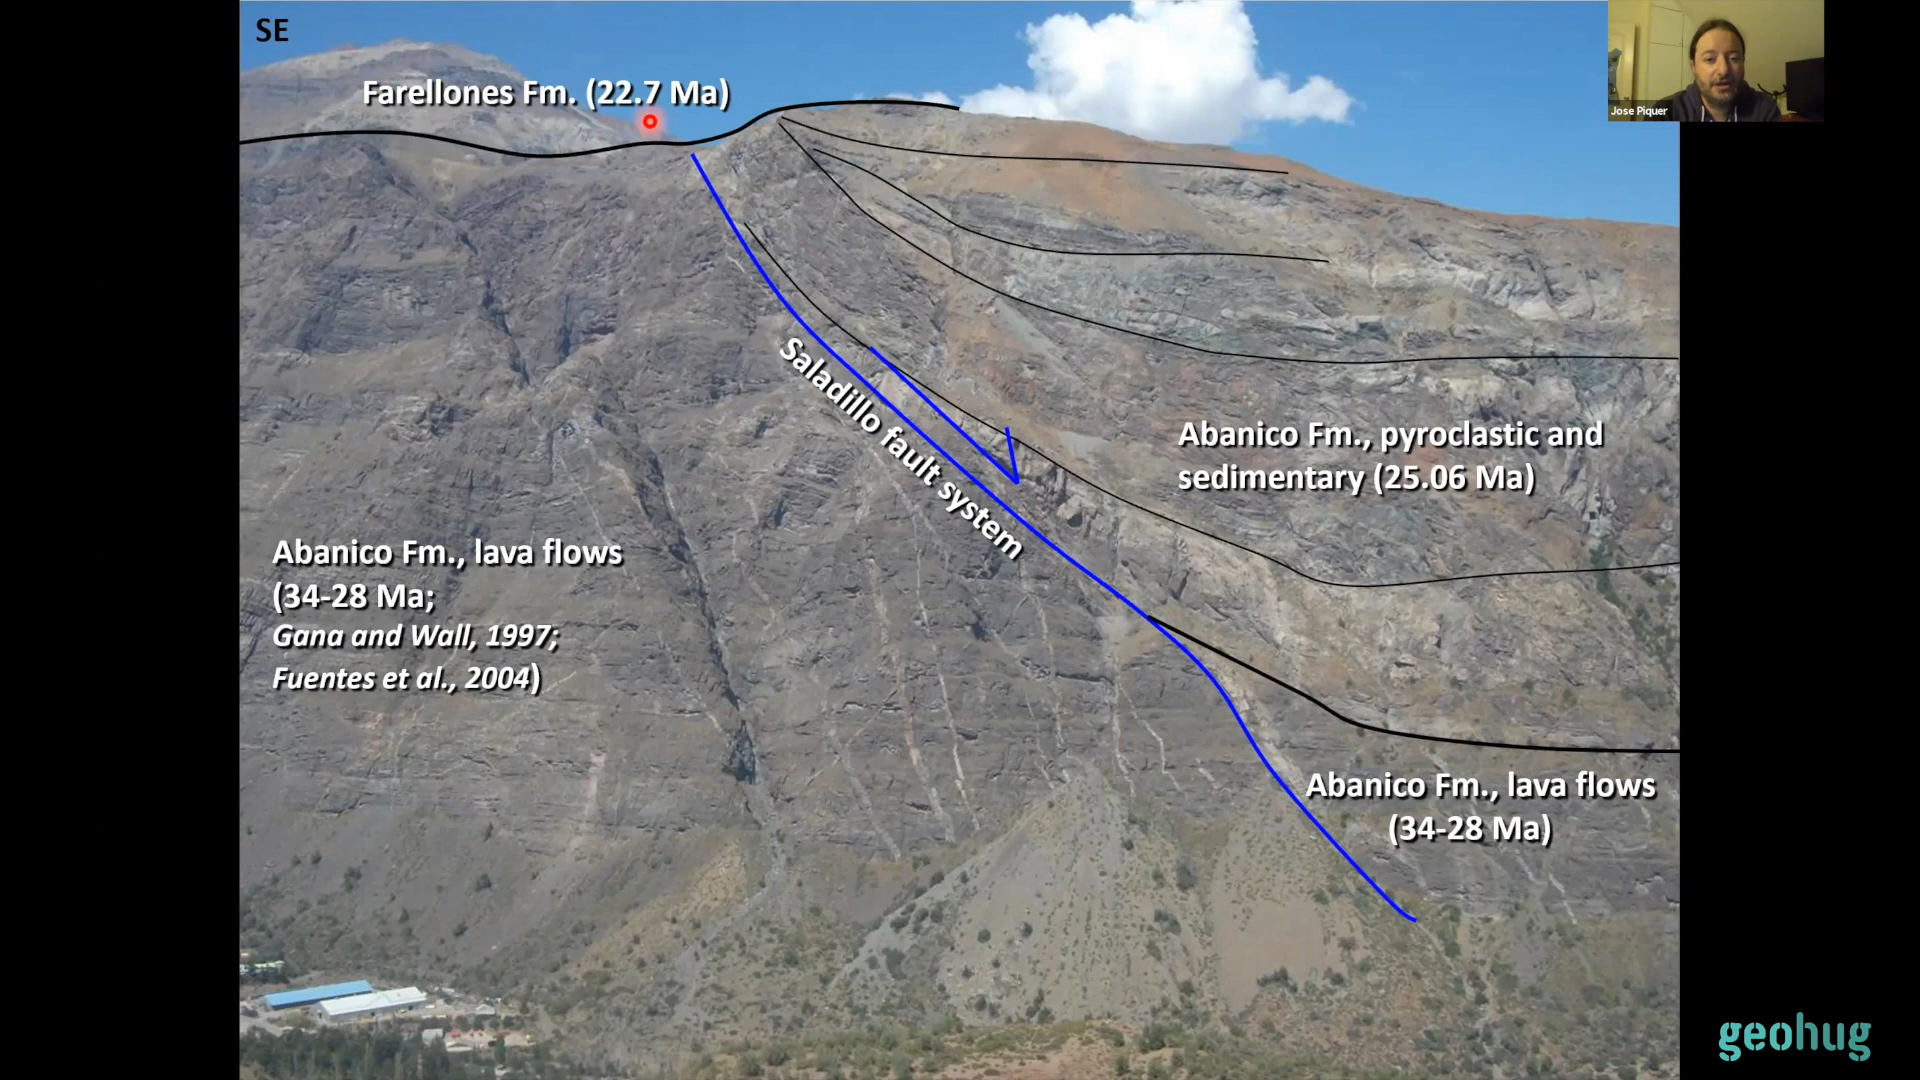 SE
Farellones Fm. (22.7 Ma)
Jose Piquer
Saladillo fault system
Abanico Fm., pyroclastic and
sedimentary (25.06 Ma)
Abanico Fm., lava flows
(34-28 Ma;
Gana and Wall, 1997;
Fuentes et al., 2004)
Abanico Fm., lava flows
(34-28 Ma)
geohug